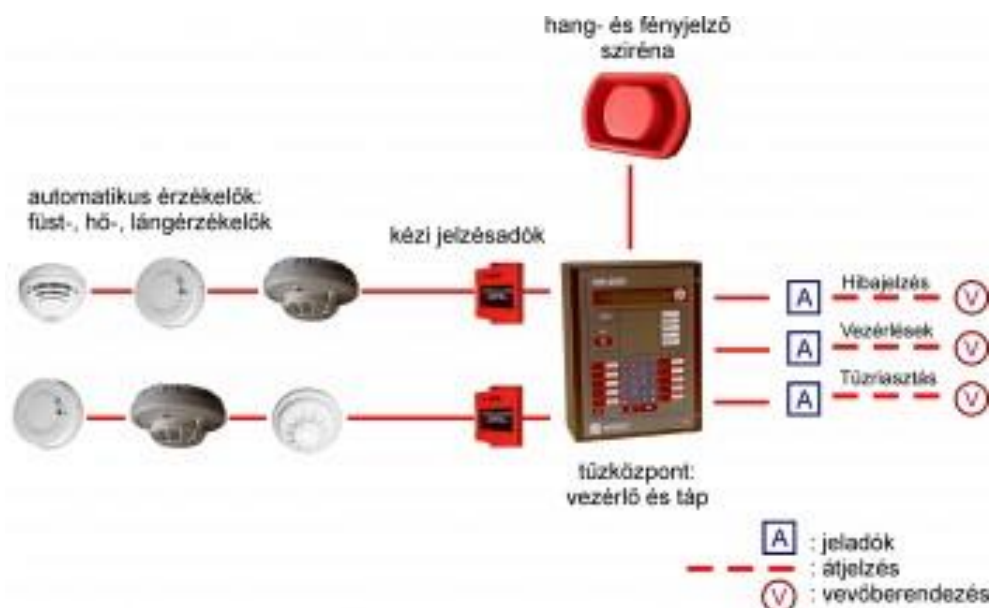 hang- és fényjelző
sziréna
automatikus érzékelők:
füst-, hő-, lángérzékelők
kézi jelzésadók
A Hibajelzés V
A Vezérlések V
A Tűzriasztás V
tűzközpont:
vezérlő és táp
A : jeladók
: átjelzés
V : vevőberendezés